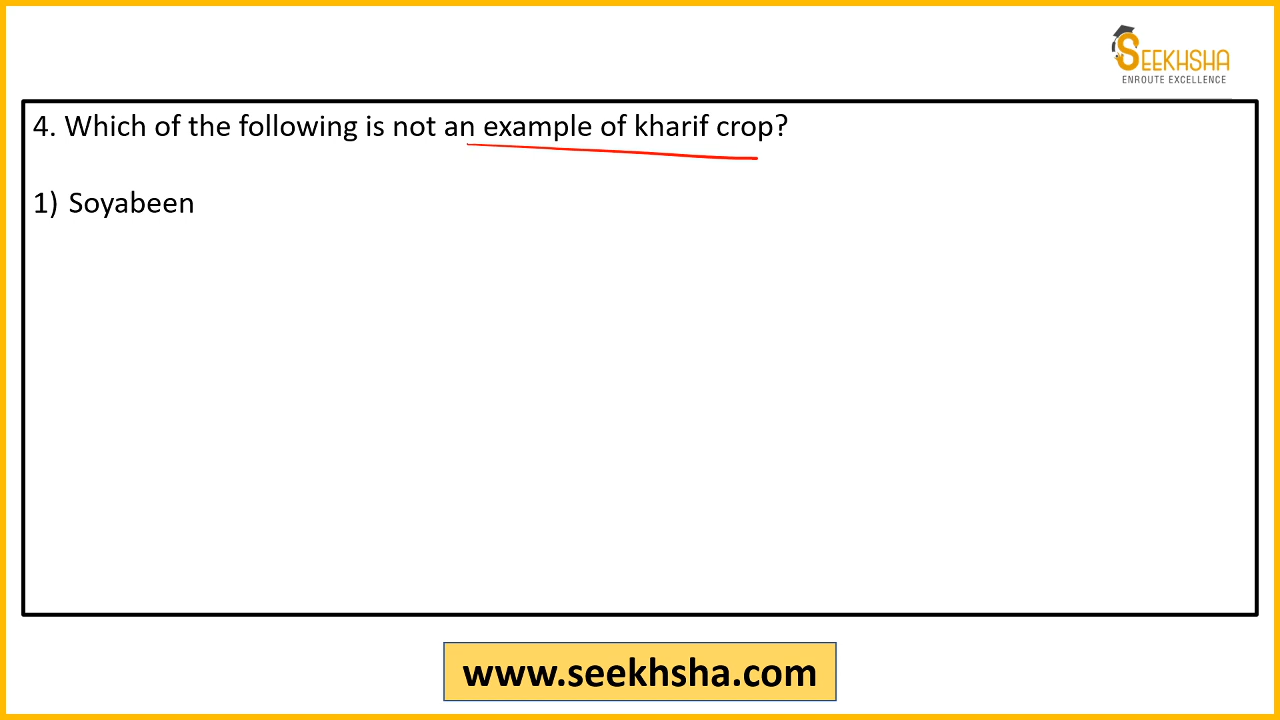 SEEKHSHA
ENROUTE EXCELLENCE
4. Which of the following is not an example of kharif crop?
1) Soyabeen
www.seekhsha.com